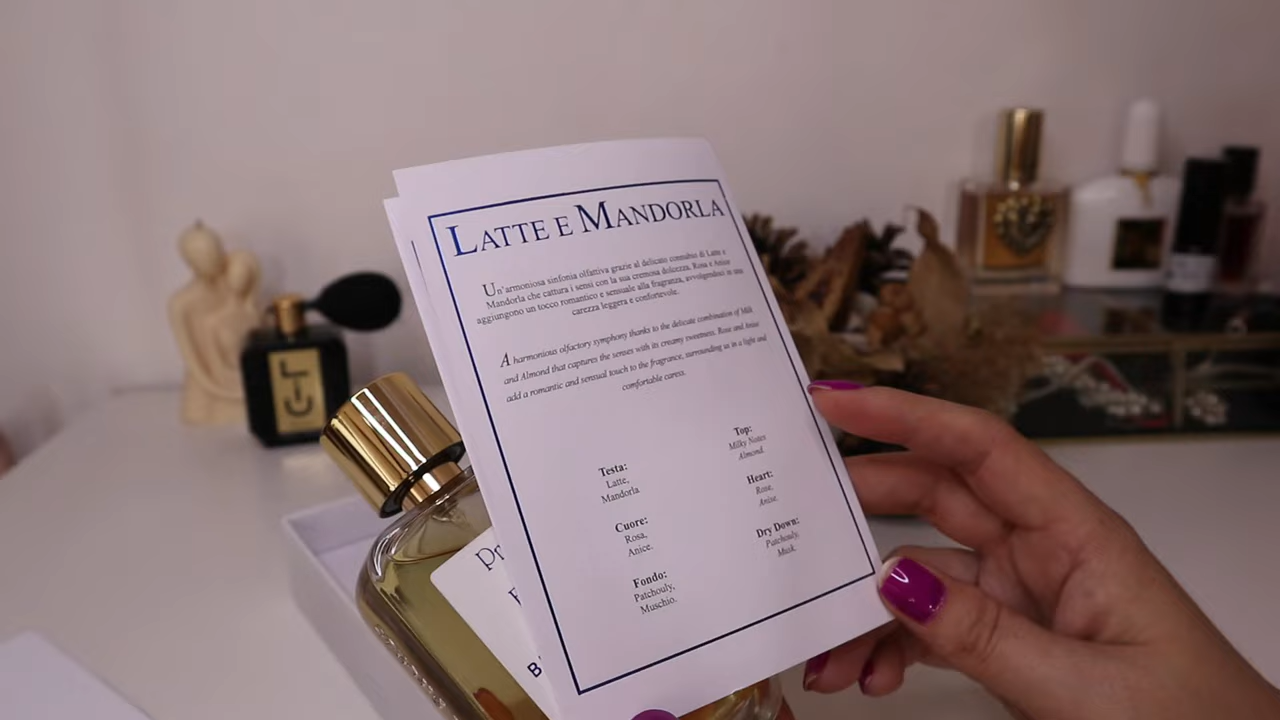 LATTE E MANDORLA
Un'armoniosa sinfonia olfattiva grazie al delicato connubio di Latte e
Mandorla che cattura i sensi con la sua cremosa dolcezza. Rosa e Anice
aggiungono un tocco romantico e sensuale alla fragranza, avvolgendoci in una
carezza leggera e confortevole.
A harmonious olfactory symphony thanks to the delicate combination of Milk
and Almond that captures the senses with its creamy sweetness. Rose and Anise
add a romantic and sensual touch to the fragrance, surrounding us in a light and
comfortable caress.
Testa:
Latte,
Mandorla.
Cuore:
Rosa,
Anice.
Fondo:
Patchouly,
Muschio.
Top:
Milky Notes
Almond.
Heart:
Rose,
Anise.
Dry Down:
Patchouly,
Musk.
LTU